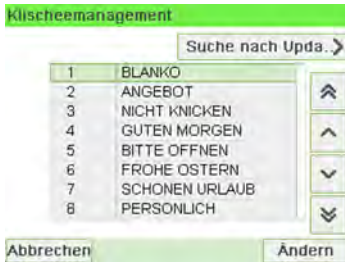 Klischeemanagement
Suche nach Upda..
1 BLANKO
2 ANGEBOT
3 NICHT KNICKEN
4 GUTEN MORGEN
5 BITTE OFFNEN
6 FROHE OSTERN
7 SCHONEN URLAUB
8 PERSONLICH
Abbrechen Ändern